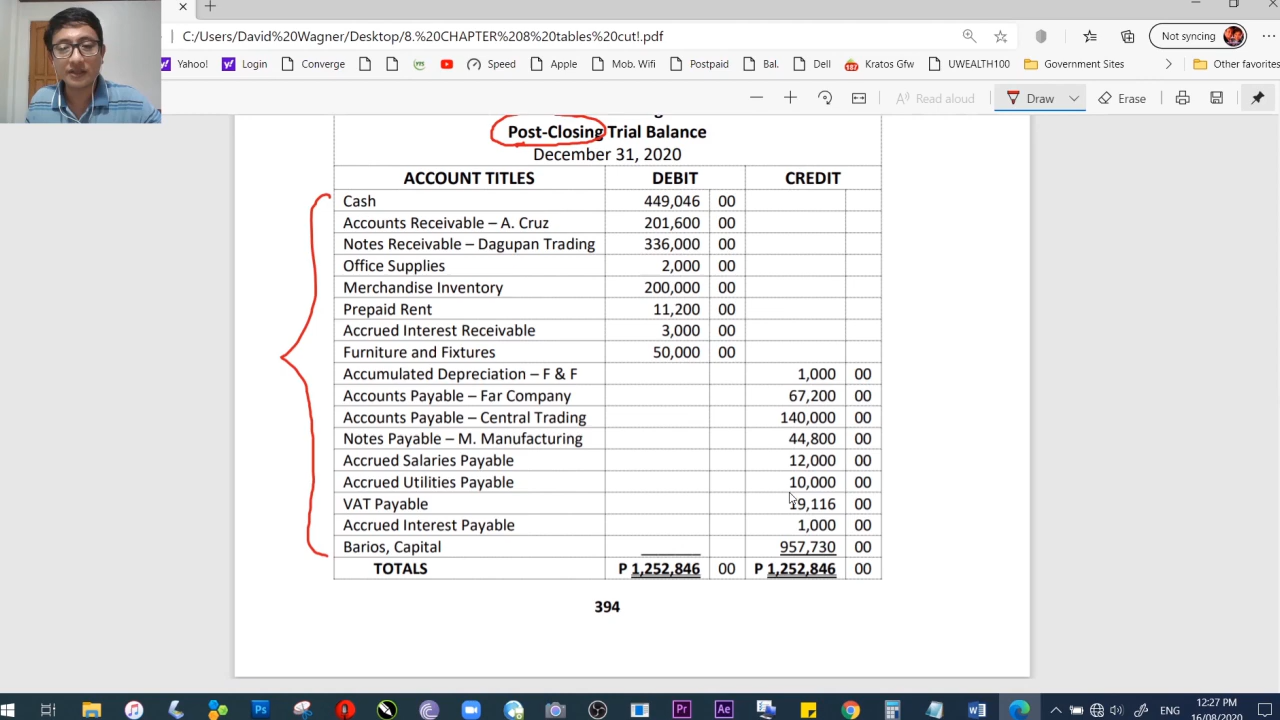 C:/Users/David%20Wagner/Desktop/8.%20CHAPTER%208%20tables%20cut!.pdf
Not syncing
Yahoo! Login Converge Speed Apple Mob. Wifi Postpaid Bal. Dell Kratos Gfw UWEALTH100 Government Sites Other favorites
Read aloud Draw Erase
Post-Closing Trial Balance
December 31, 2020
ACCOUNT TITLES DEBIT CREDIT
Cash 449,046 00
Accounts Receivable – A. Cruz 201,600 00
Notes Receivable – Dagupan Trading 336,000 00
Office Supplies 2,000 00
Merchandise Inventory 200,000 00
Prepaid Rent 11,200 00
Accrued Interest Receivable 3,000 00
Furniture and Fixtures 50,000 00
Accumulated Depreciation – F & F 1,000 00
Accounts Payable – Far Company 67,200 00
Accounts Payable – Central Trading 140,000 00
Notes Payable – M. Manufacturing 44,800 00
Accrued Salaries Payable 12,000 00
Accrued Utilities Payable 10,000 00
VAT Payable 19,116 00
Accrued Interest Payable 1,000 00
Barios, Capital 957,730 00
TOTALS P 1,252,846 00 P 1,252,846 00
394
12:27 PM
ENG
16/08/2020